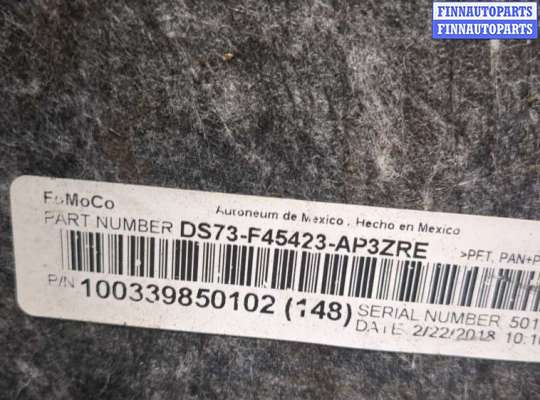 FINNAUTOPARTS
FINNAUTOPARTS
FoMoCo
Autoneum de Mexico . Hecho en Mexico
PART NUMBER DS73-F45423-AP3ZRE >PET, PAN+P
P/N 100339850102 (148) SERIAL NUMBER 501
DATE 2/22/2018 10:10